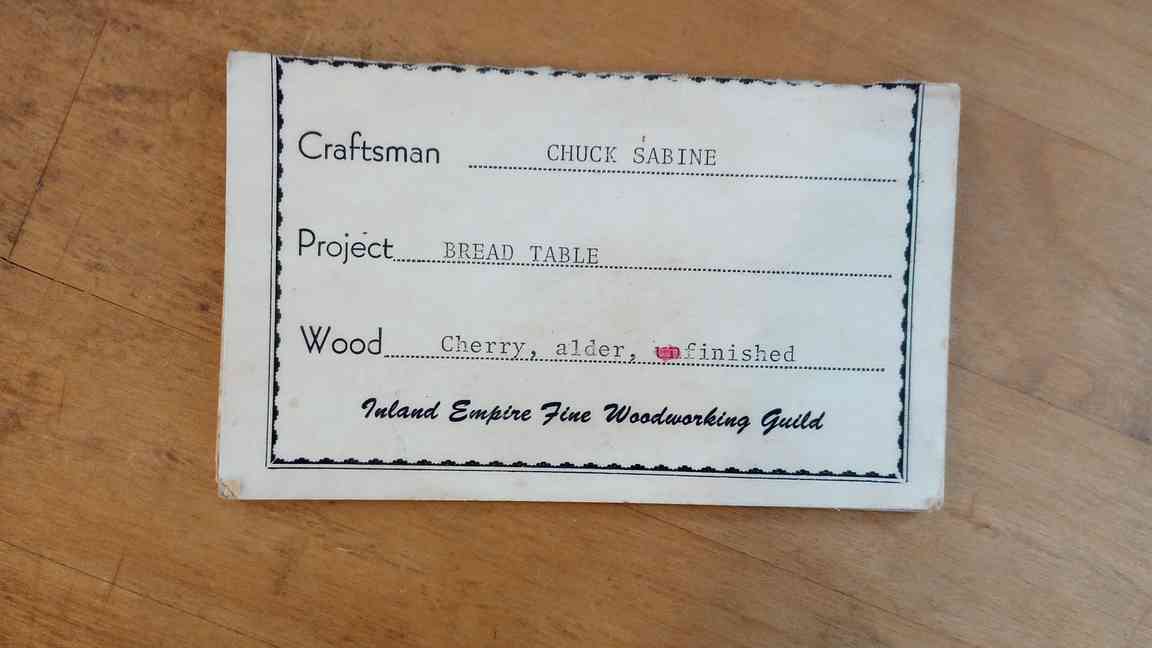 Craftsman CHUCK SABINE
Project BREAD TABLE
Wood Cherry, alder, unfinished
Inland Empire Fine Woodworking Guild